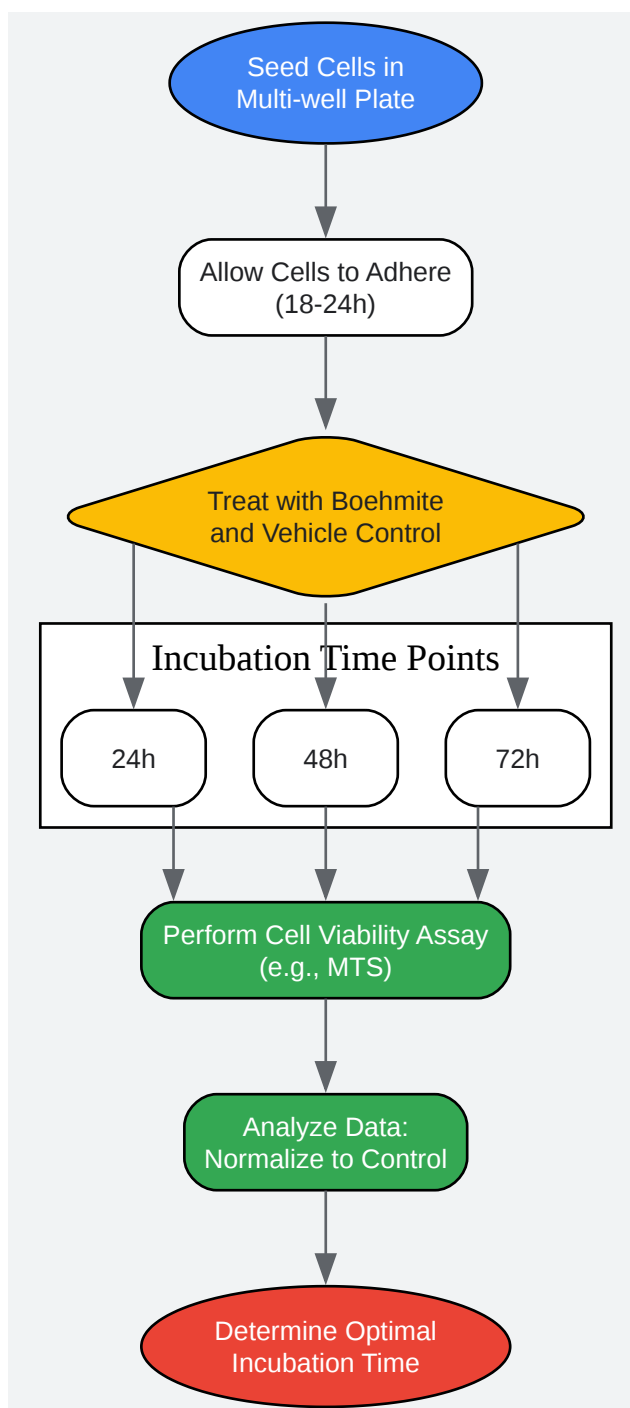 Seed Cells in
Multi-well Plate
Allow Cells to Adhere
(18-24h)
Treat with Boehmite
and Vehicle Control
Incubation Time Points
24h
48h
72h
Perform Cell Viability Assay
(e.g., MTS)
Analyze Data:
Normalize to Control
Determine Optimal
Incubation Time